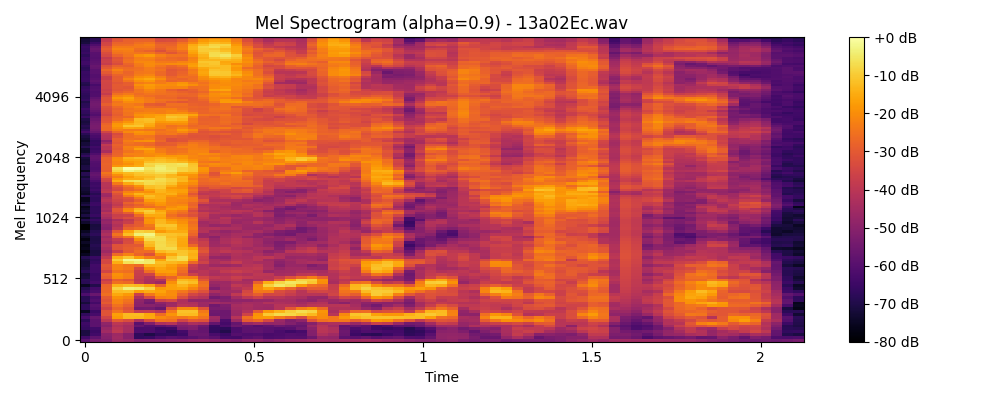 Mel Spectrogram (alpha=0.9) - 13a02Ec.wav
Mel Frequency
4096
2048
1024
512
0
0
0.5
1
1.5
2
Time
+0 dB
-10 dB
-20 dB
-30 dB
-40 dB
-50 dB
-60 dB
-70 dB
-80 dB